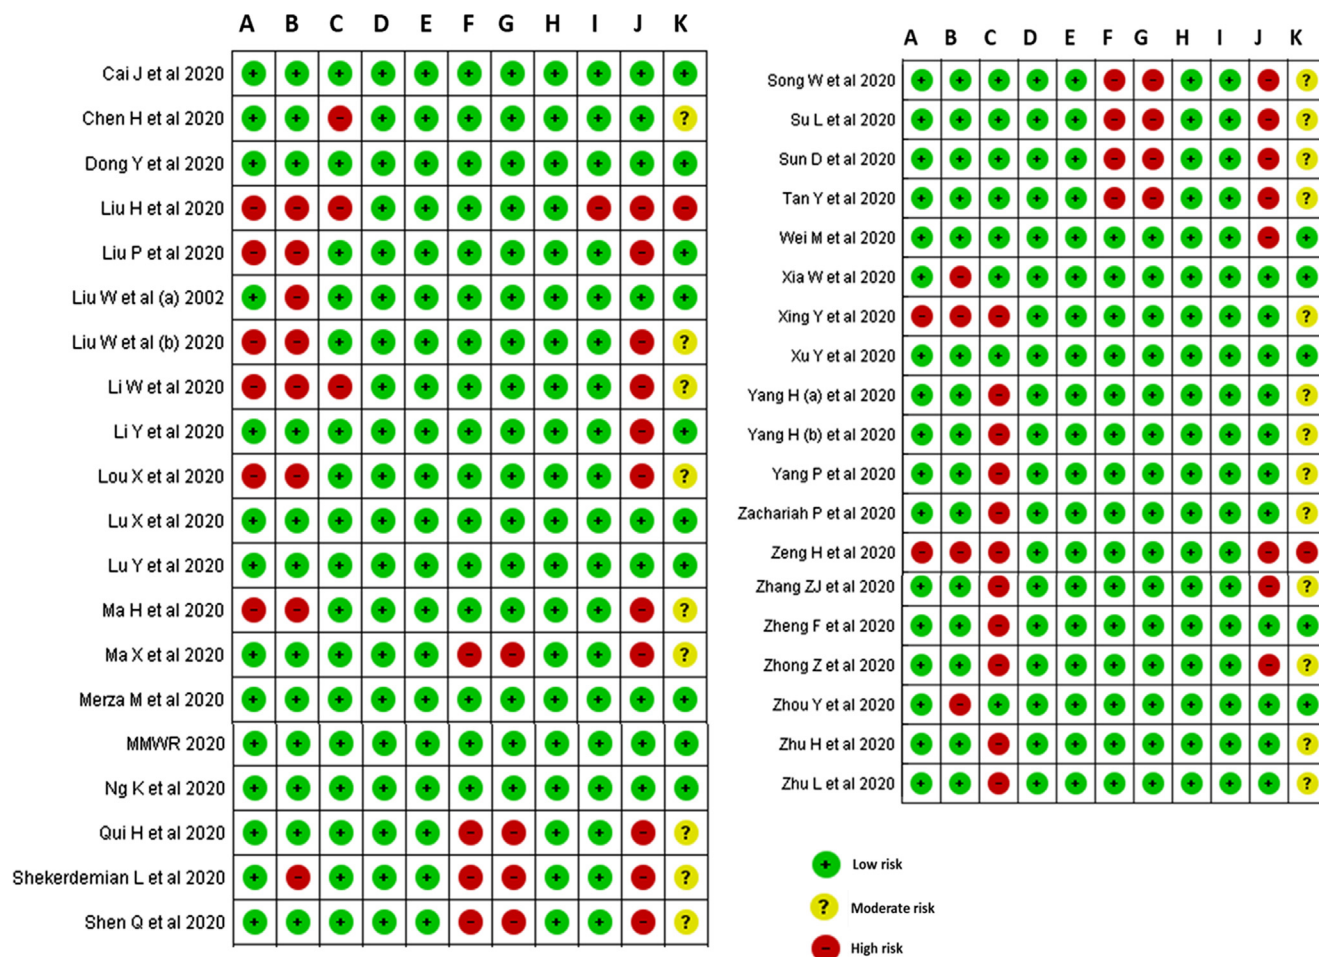 A B C D E F G H I J K
Cai J et al 2020
Chen H et al 2020
Dong Y et al 2020
Liu H et al 2020
Liu P et al 2020
Liu W et al (a) 2002
Liu W et al (b) 2020
Li W et al 2020
Li Y et al 2020
Lou X et al 2020
Lu X et al 2020
Lu Y et al 2020
Ma H et al 2020
Ma X et al 2020
Merza M et al 2020
MMWR 2020
Ng K et al 2020
Qui H et al 2020
Shekerdemian L et al 2020
Shen Q et al 2020
A B C D E F G H I J K
Song W et al 2020
Su L et al 2020
Sun D et al 2020
Tan Y et al 2020
Wei M et al 2020
Xia W et al 2020
Xing Y et al 2020
Xu Y et al 2020
Yang H (a) et al 2020
Yang H (b) et al 2020
Yang P et al 2020
Zachariah P et al 2020
Zeng H et al 2020
Zhang ZJ et al 2020
Zheng F et al 2020
Zhong Z et al 2020
Zhou Y et al 2020
Zhu H et al 2020
Zhu L et al 2020
+ Low risk
? Moderate risk
- High risk